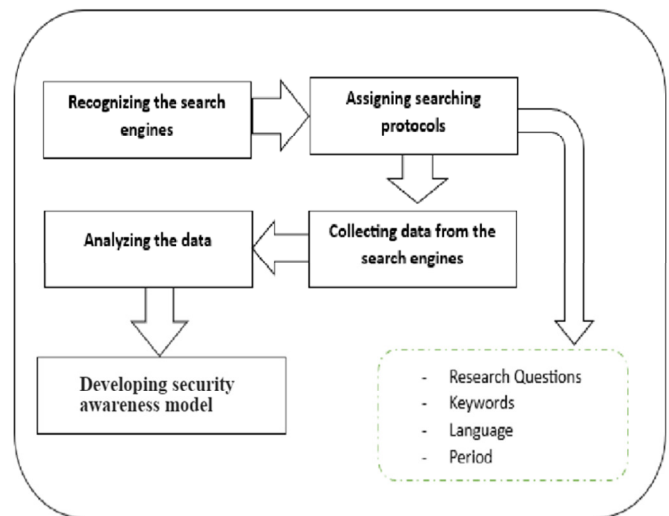 Recognizing the search
engines
Assigning searching
protocols
Collecting data from the
search engines
Analyzing the data
Developing security
awareness model
- Research Questions
- Keywords
- Language
- Period